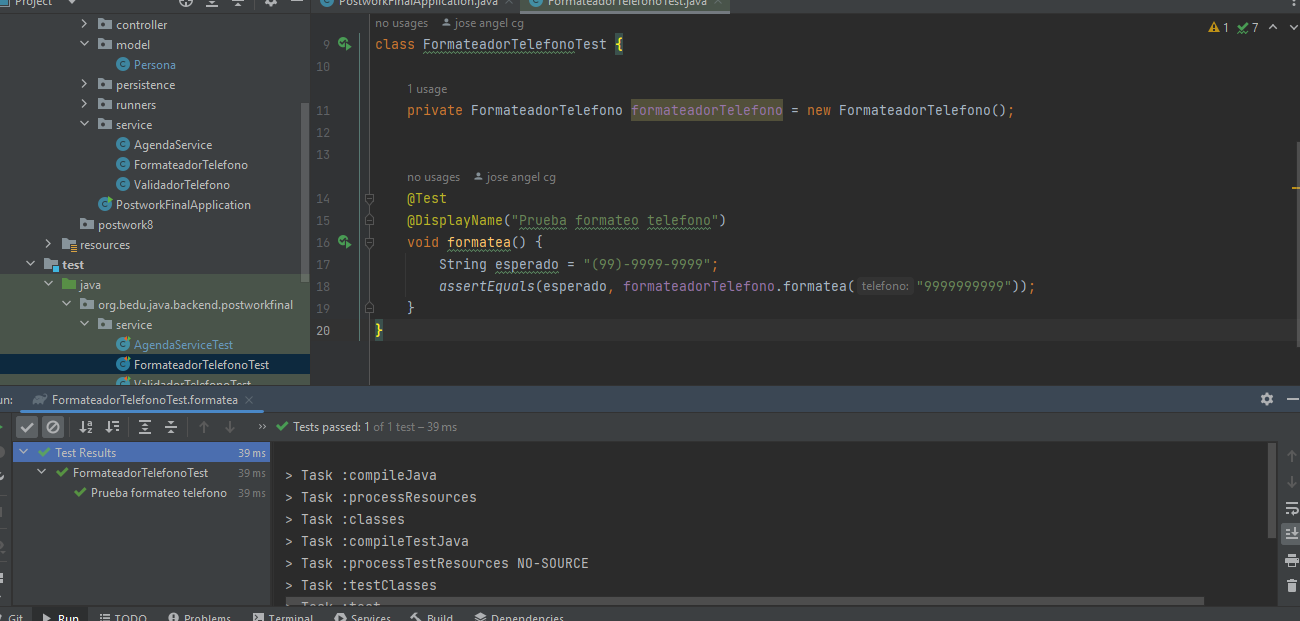 Project
PostworkFinalApplication.java
FormateadorTelefonoTest.java
controller
model
Persona
persistence
runners
service
AgendaService
FormateadorTelefono
ValidadorTelefono
PostworkFinalApplication
postwork8
resources
test
java
org.bedu.java.backend.postworkfinal
service
AgendaServiceTest
FormateadorTelefonoTest
ValidadorTelefonoTest
no usages jose angel cg
1 7
9 class FormateadorTelefonoTest {
10
1 usage
11 private FormateadorTelefono formateadorTelefono = new FormateadorTelefono();
12
13
no usages jose angel cg
14 @Test
15 @DisplayName("Prueba formateo telefono")
16 void formatea() {
17 String esperado = "(99)-9999-9999";
18 assertEquals(esperado, formateadorTelefono.formatea( telefono: "9999999999"));
19 }
20 }
un: FormateadorTelefonoTest.formatea
Tests passed: 1 of 1 test – 39 ms
Test Results 39 ms
FormateadorTelefonoTest 39 ms
Prueba formateo telefono 39 ms
> Task :compileJava
> Task :processResources
> Task :classes
> Task :compileTestJava
> Task :processTestResources NO-SOURCE
> Task :testClasses
> Task :test
Git Run TODO Problems Terminal Services Build Dependencies